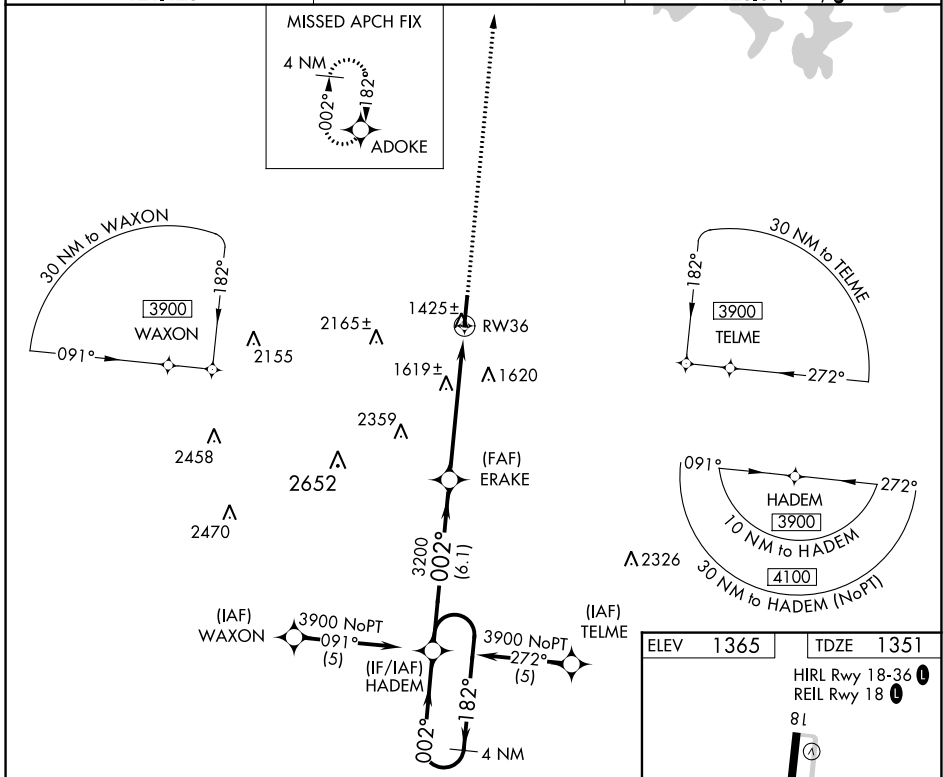 MISSED APCH FIX
4 NM
002°
182°
ADOKE
30 NM to WAXON
182°
3900
WAXON
091°
30 NM to TELME
182°
3900
TELME
272°
1425±
RW36
2165±
2155
1619±
1620
2359
2458
2652
2470
(FAF)
ERAKE
091°
272°
HADEM
3900
10 NM to HADEM
4100
30 NM to HADEM (NoPT)
2326
3200
002°
(6.1)
(IAF)
WAXON
3900 NoPT
091°
(5)
(IF/IAF)
HADEM
(IAF)
TELME
3900 NoPT
272°
(5)
002°
182°
4 NM
ELEV 1365
TDZE 1351
HIRL Rwy 18-36 L
REIL Rwy 18 L
18
V